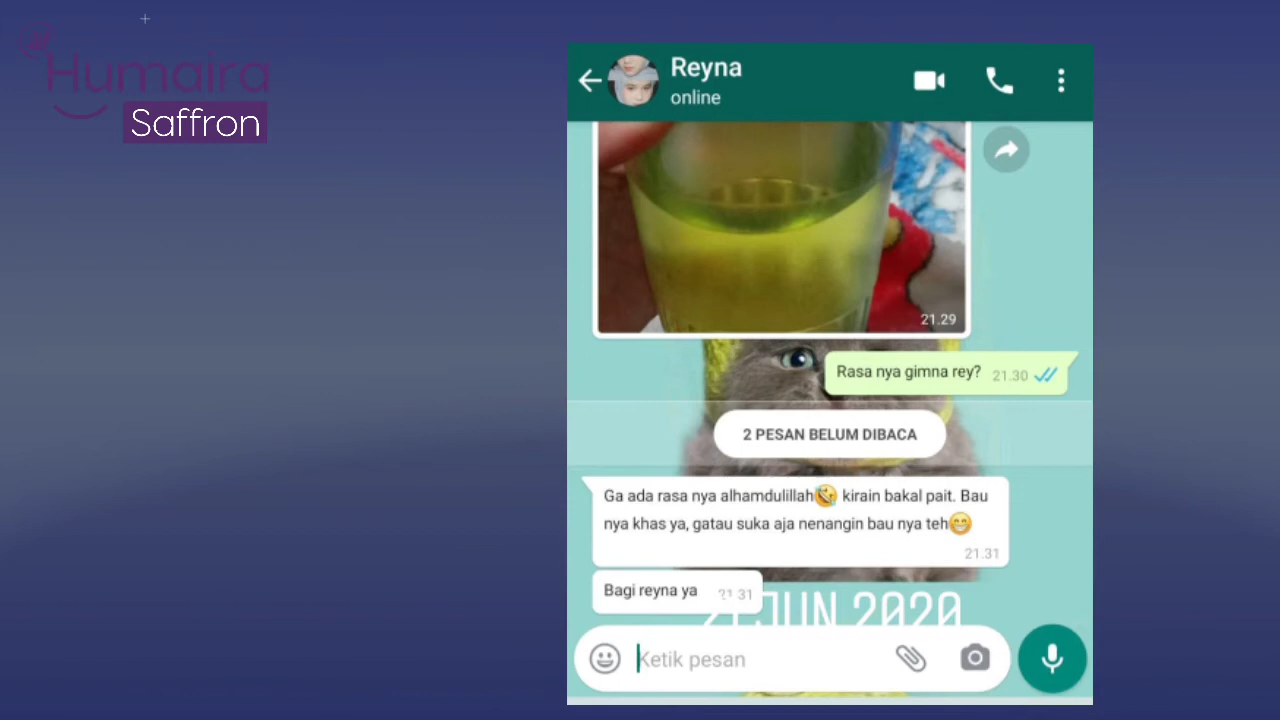 Humaira
Saffron
Reyna
online
21.29
Rasa nya gimna rey? 21.30
2 PESAN BELUM DIBACA
Ga ada rasa nya alhamdulillah🤣 kirain bakal pait. Bau
nya khas ya, gatau suka aja nenangin bau nya teh😁
21.31
Bagi reyna ya 21.31
21 JUN 2020
Ketik pesan